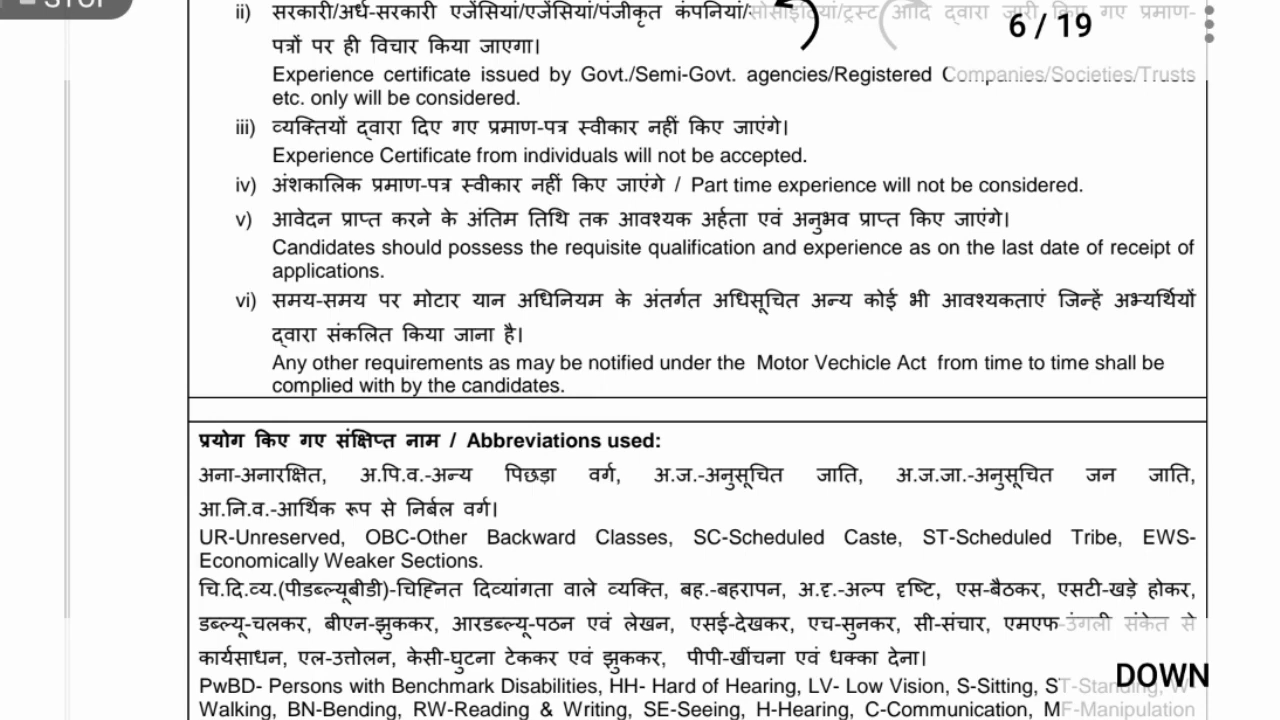 STOP
6 / 19
ii) सरकारी/अर्ध-सरकारी एजेंसियां/एजेंसियां/पंजीकृत कंपनियां/सोसाइटियां/ट्रस्ट आदि द्वारा जारी किए गए प्रमाण-
पत्रों पर ही विचार किया जाएगा।
Experience certificate issued by Govt./Semi-Govt. agencies/Registered Companies/Societies/Trusts
etc. only will be considered.
iii) व्यक्तियों द्वारा दिए गए प्रमाण-पत्र स्वीकार नहीं किए जाएंगे।
Experience Certificate from individuals will not be accepted.
iv) अंशकालिक प्रमाण-पत्र स्वीकार नहीं किए जाएंगे / Part time experience will not be considered.
v) आवेदन प्राप्त करने के अंतिम तिथि तक आवश्यक अर्हता एवं अनुभव प्राप्त किए जाएंगे।
Candidates should possess the requisite qualification and experience as on the last date of receipt of
applications.
vi) समय-समय पर मोटार यान अधिनियम के अंतर्गत अधिसूचित अन्य कोई भी आवश्यकताएं जिन्हें अभ्यर्थियों
द्वारा संकलित किया जाना है।
Any other requirements as may be notified under the Motor Vechicle Act from time to time shall be
complied with by the candidates.
प्रयोग किए गए संक्षिप्त नाम / Abbreviations used:
अना-अनारक्षित, अ.पि.व.-अन्य पिछड़ा वर्ग, अ.ज.-अनुसूचित जाति, अ.ज.जा.-अनुसूचित जन जाति,
आ.नि.व.-आर्थिक रूप से निर्बल वर्ग।
UR-Unreserved, OBC-Other Backward Classes, SC-Scheduled Caste, ST-Scheduled Tribe, EWS-
Economically Weaker Sections.
चि.दि.व्य.(पीडब्ल्यूबीडी)-चिह्नित दिव्यांगता वाले व्यक्ति, बह.-बहरापन, अ.दृ.-अल्प दृष्टि, एस-बैठकर, एसटी-खड़े होकर,
डब्ल्यू-चलकर, बीएन-झुककर, आरडब्ल्यू-पठन एवं लेखन, एसई-देखकर, एच-सुनकर, सी-संचार, एमएफ-उंगली संकेत से
कार्यसाधन, एल-उत्तोलन, केसी-घुटना टेककर एवं झुककर, पीपी-खींचना एवं धक्का देना।
DOWN
PwBD- Persons with Benchmark Disabilities, HH- Hard of Hearing, LV- Low Vision, S-Sitting, ST-Standing, W-
Walking, BN-Bending, RW-Reading & Writing, SE-Seeing, H-Hearing, C-Communication, MF-Manipulation